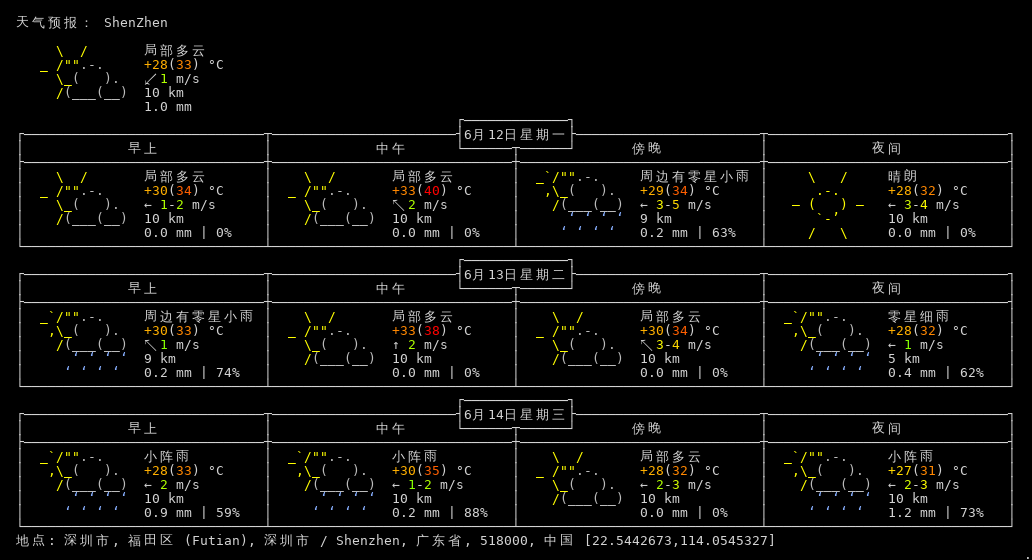 天气预报： ShenZhen
局部多云
+28(33) °C
↙ 1 m/s
10 km
1.0 mm
6月12日星期一
早上 中午 傍晚 夜间
局部多云 局部多云 周边有零星小雨 晴朗
+30(34) °C +33(40) °C +29(34) °C +28(32) °C
← 1-2 m/s ↖ 2 m/s ← 3-5 m/s ← 3-4 m/s
10 km 10 km 9 km 10 km
0.0 mm | 0% 0.0 mm | 0% 0.2 mm | 63% 0.0 mm | 0%
6月13日星期二
早上 中午 傍晚 夜间
周边有零星小雨 局部多云 局部多云 零星细雨
+30(33) °C +33(38) °C +30(34) °C +28(32) °C
↖ 1 m/s ↑ 2 m/s ↖ 3-4 m/s ← 1 m/s
9 km 10 km 10 km 5 km
0.2 mm | 74% 0.0 mm | 0% 0.0 mm | 0% 0.4 mm | 62%
6月14日星期三
早上 中午 傍晚 夜间
小阵雨 小阵雨 局部多云 小阵雨
+28(33) °C +30(35) °C +28(32) °C +27(31) °C
← 2 m/s ← 1-2 m/s ← 2-3 m/s ← 2-3 m/s
10 km 10 km 10 km 10 km
0.9 mm | 59% 0.2 mm | 88% 0.0 mm | 0% 1.2 mm | 73%
地点: 深圳市, 福田区 (Futian), 深圳市 / Shenzhen, 广东省, 518000, 中国 [22.5442673,114.0545327]